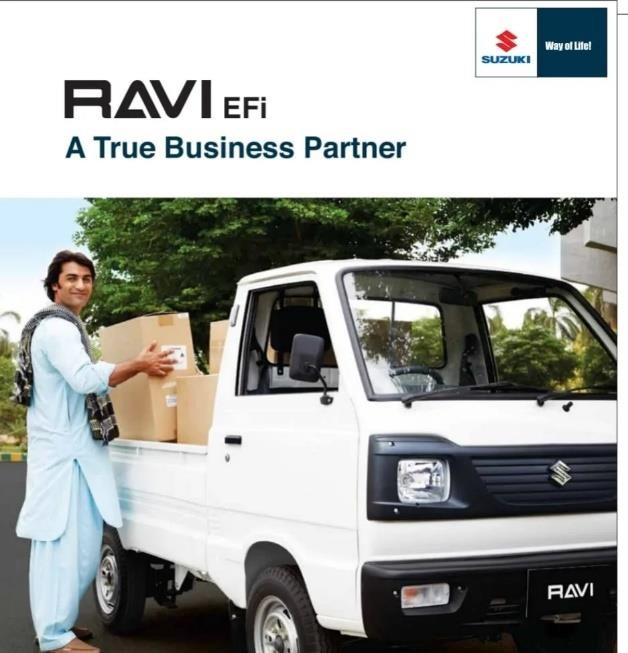 SUZUKI
Way of Life!
RAVI EFi
A True Business Partner
RAVI